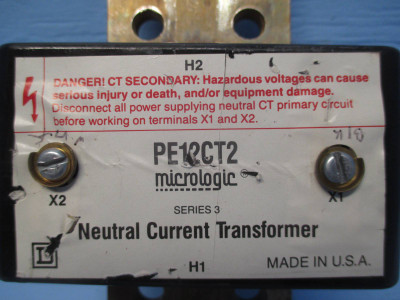 H2
DANGER! CT SECONDARY: Hazardous voltages can cause
serious injury or death, and/or equipment damage.
Disconnect all power supplying neutral CT primary circuit
before working on terminals X1 and X2.
PE12CT2
micrologic
X2
X1
SERIES 3
Neutral Current Transformer
H1
MADE IN U.S.A.